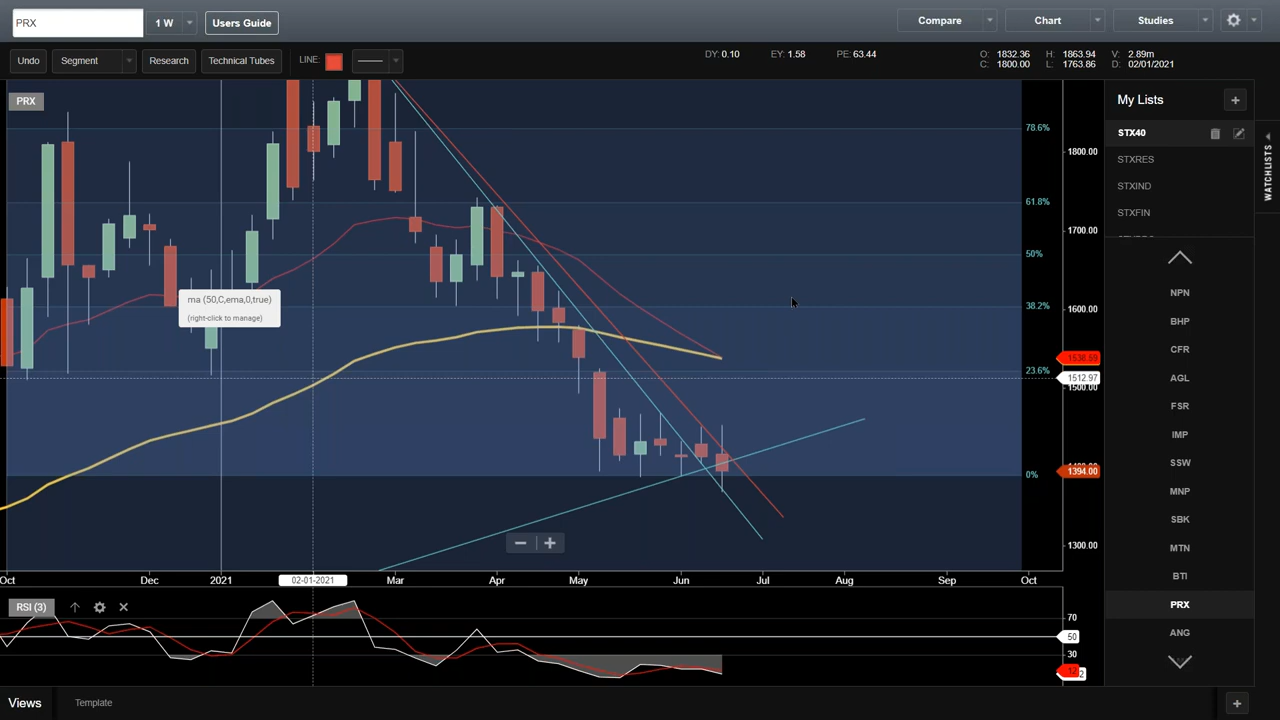 PRX
1 W
Users Guide
Compare
Chart
Studies
Undo
Segment
Research
Technical Tubes
LINE:
DY: 0.10
EY: 1.58
PE: 63.44
O: 1832.36 H: 1863.94 V: 2.89m
C: 1800.00 L: 1763.86 D: 02/01/2021
PRX
78.6%
61.8%
50%
38.2%
23.6%
0%
1800.00
1700.00
1600.00
1538.59
1512.97
1500.00
1394.00
1300.00
ma (50,C,ema,0,true)
(right-click to manage)
Oct
Dec
2021
02-01-2021
Mar
Apr
May
Jun
Jul
Aug
Sep
Oct
RSI (3)
70
50
30
12
My Lists
STX40
STXRES
STXIND
STXFIN
NPN
BHP
CFR
AGL
FSR
IMP
SSW
MNP
SBK
MTN
BTI
PRX
ANG
WATCHLISTS
Views
Template